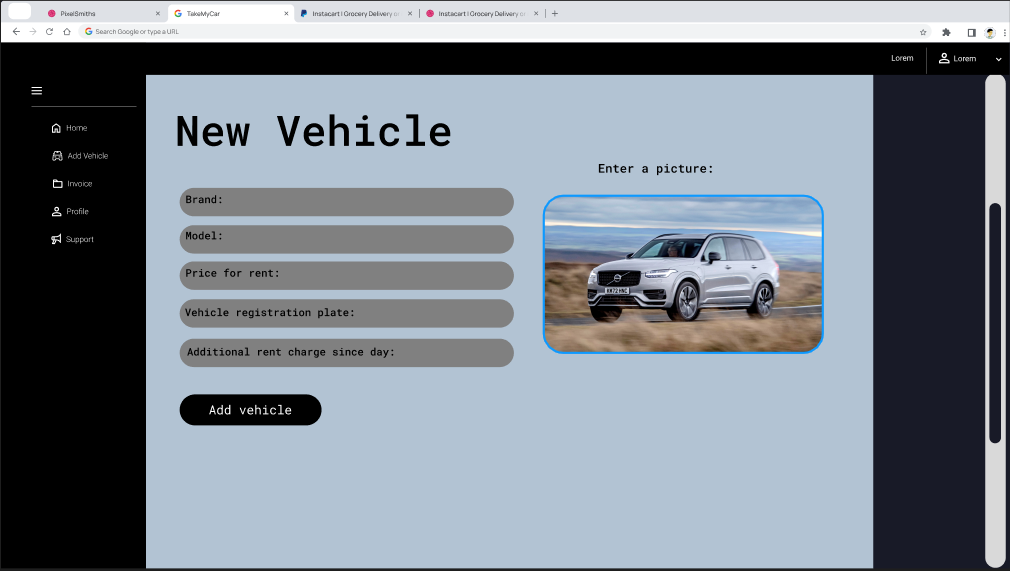 PixelSmiths
TakeMyCar
Instacart | Grocery Delivery or
Instacart | Grocery Delivery or
Search Google or type a URL
Lorem
Lorem
Home
Add Vehicle
Invoice
Profile
Support
New Vehicle
Enter a picture:
Brand:
Model:
Price for rent:
Vehicle registration plate:
Additional rent charge since day:
Add vehicle